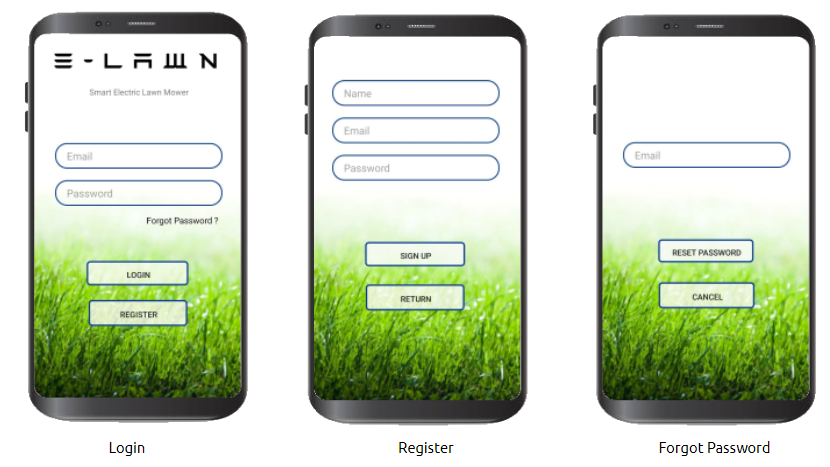 E-LAWN
Smart Electric Lawn Mower
Email
Password
Forgot Password ?
LOGIN
REGISTER
Login
Name
Email
Password
SIGN UP
RETURN
Register
Email
RESET PASSWORD
CANCEL
Forgot Password